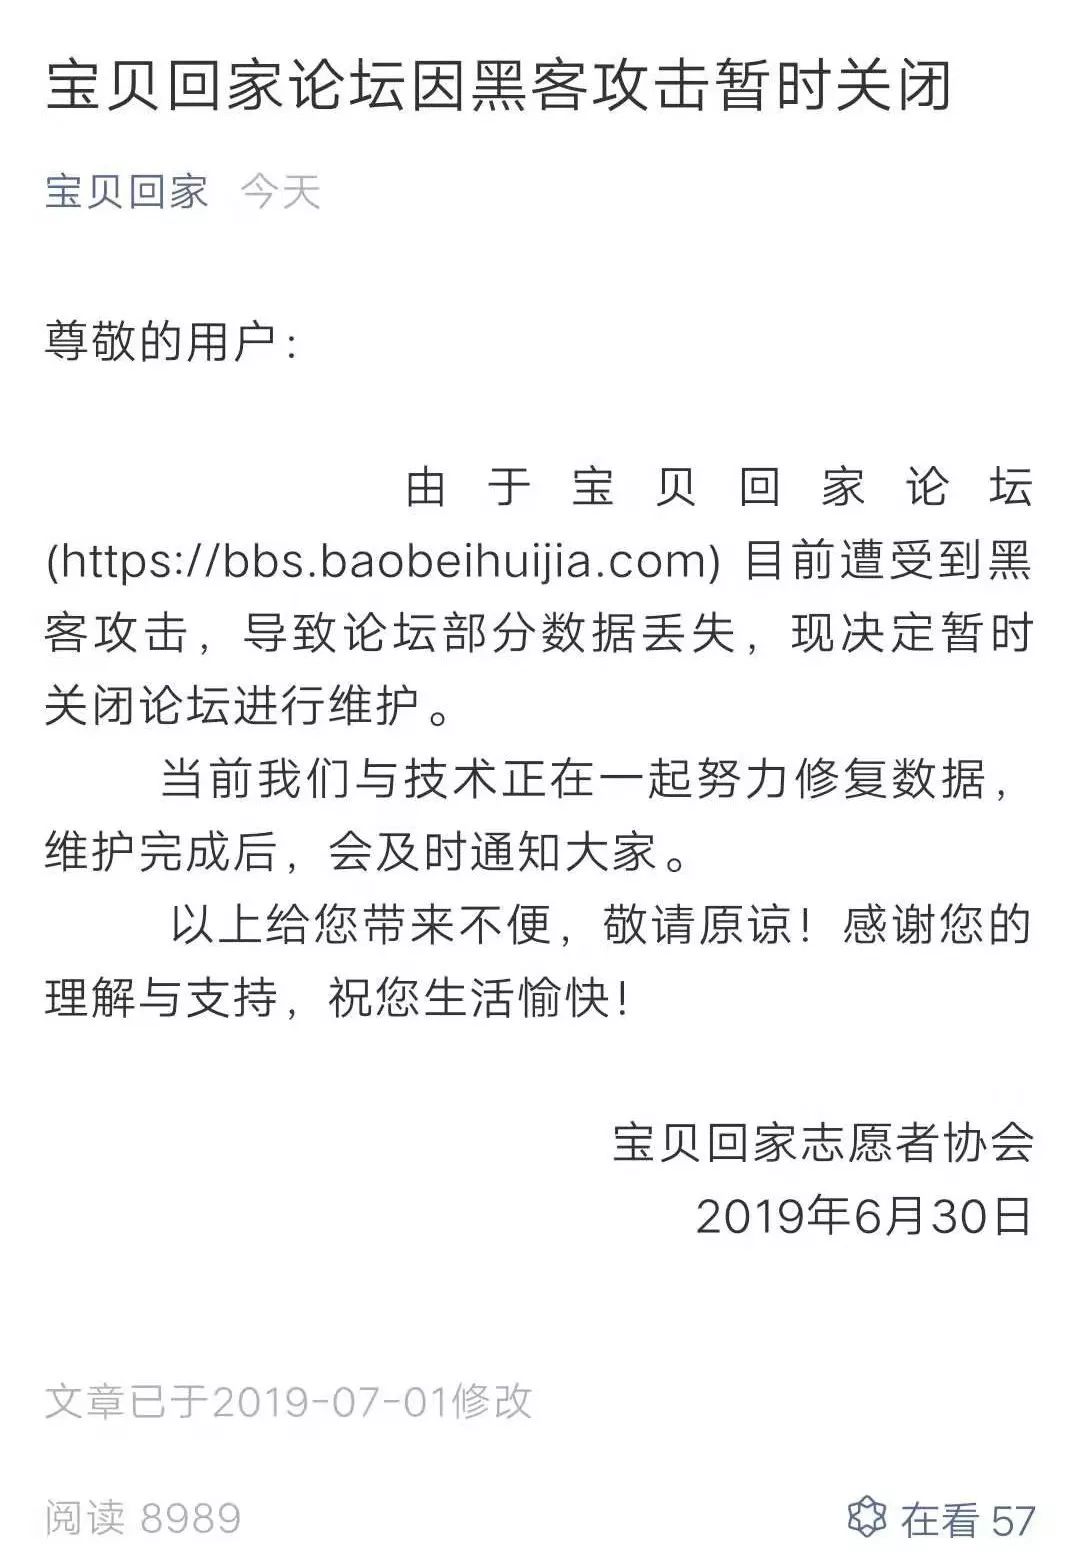 宝贝回家论坛因黑客攻击暂时关闭
宝贝回家 今天
尊敬的用户：
由于宝贝回家论坛
(https://bbs.baobeihuijia.com) 目前遭受到黑
客攻击，导致论坛部分数据丢失，现决定暂时
关闭论坛进行维护。
当前我们与技术正在一起努力修复数据，
维护完成后，会及时通知大家。
以上给您带来不便，敬请原谅！感谢您的
理解与支持，祝您生活愉快！
宝贝回家志愿者协会
2019年6月30日
文章已于2019-07-01修改
阅读 8989 在看 57